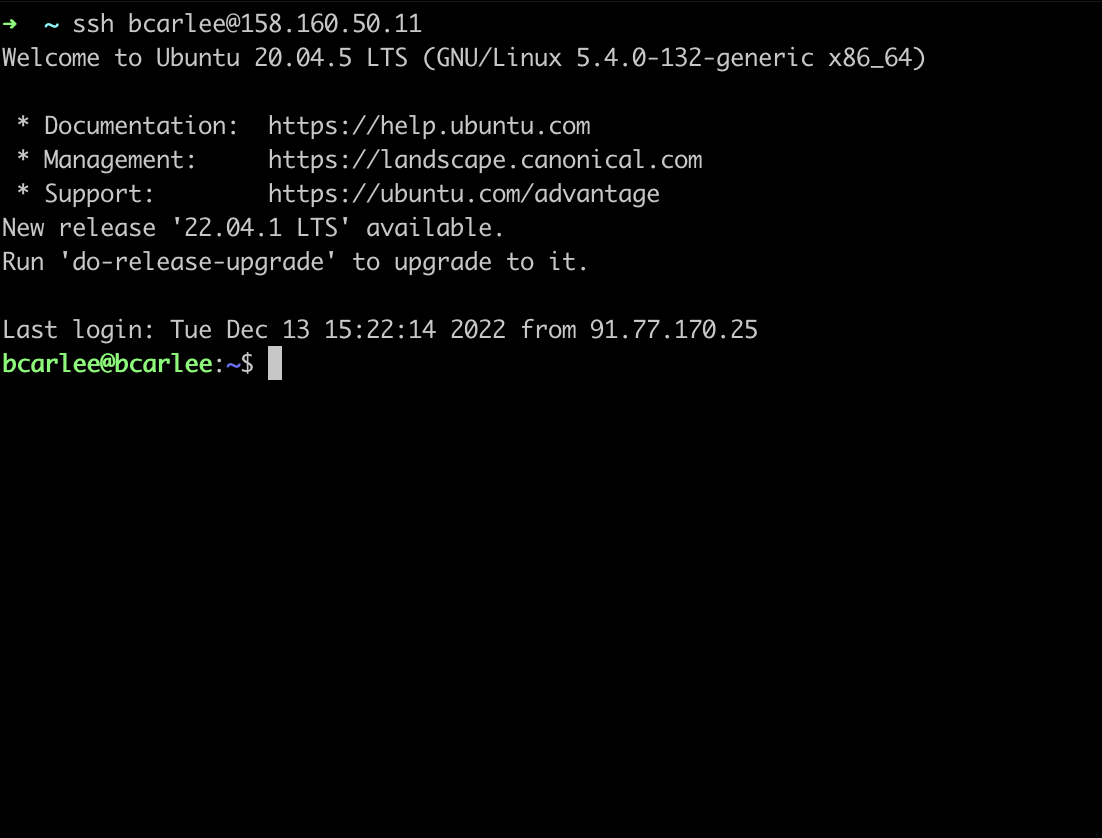 ➜  ~ ssh bcarlee@158.160.50.11
Welcome to Ubuntu 20.04.5 LTS (GNU/Linux 5.4.0-132-generic x86_64)
 * Documentation:  https://help.ubuntu.com
 * Management:     https://landscape.canonical.com
 * Support:        https://ubuntu.com/advantage
New release '22.04.1 LTS' available.
Run 'do-release-upgrade' to upgrade to it.
Last login: Tue Dec 13 15:22:14 2022 from 91.77.170.25
bcarlee@bcarlee:~$